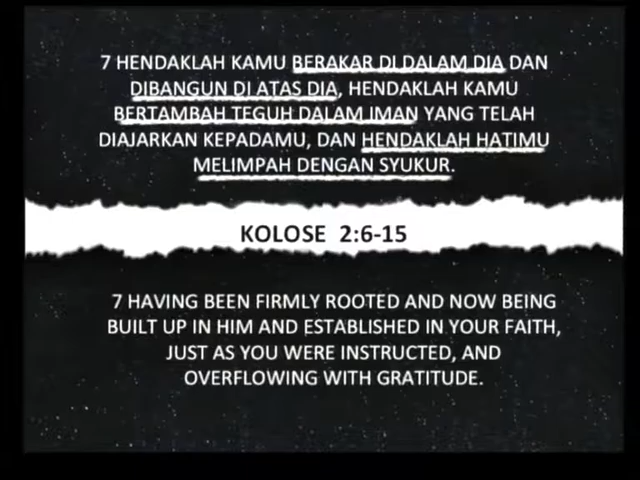 7 HENDAKLAH KAMU BERAKAR DI DALAM DIA DAN
DIBANGUN DI ATAS DIA, HENDAKLAH KAMU
BERTAMBAH TEGUH DALAM IMAN YANG TELAH
DIAJARKAN KEPADAMU, DAN HENDAKLAH HATIMU
MELIMPAH DENGAN SYUKUR.
KOLOSE 2:6-15
7 HAVING BEEN FIRMLY ROOTED AND NOW BEING
BUILT UP IN HIM AND ESTABLISHED IN YOUR FAITH,
JUST AS YOU WERE INSTRUCTED, AND
OVERFLOWING WITH GRATITUDE.